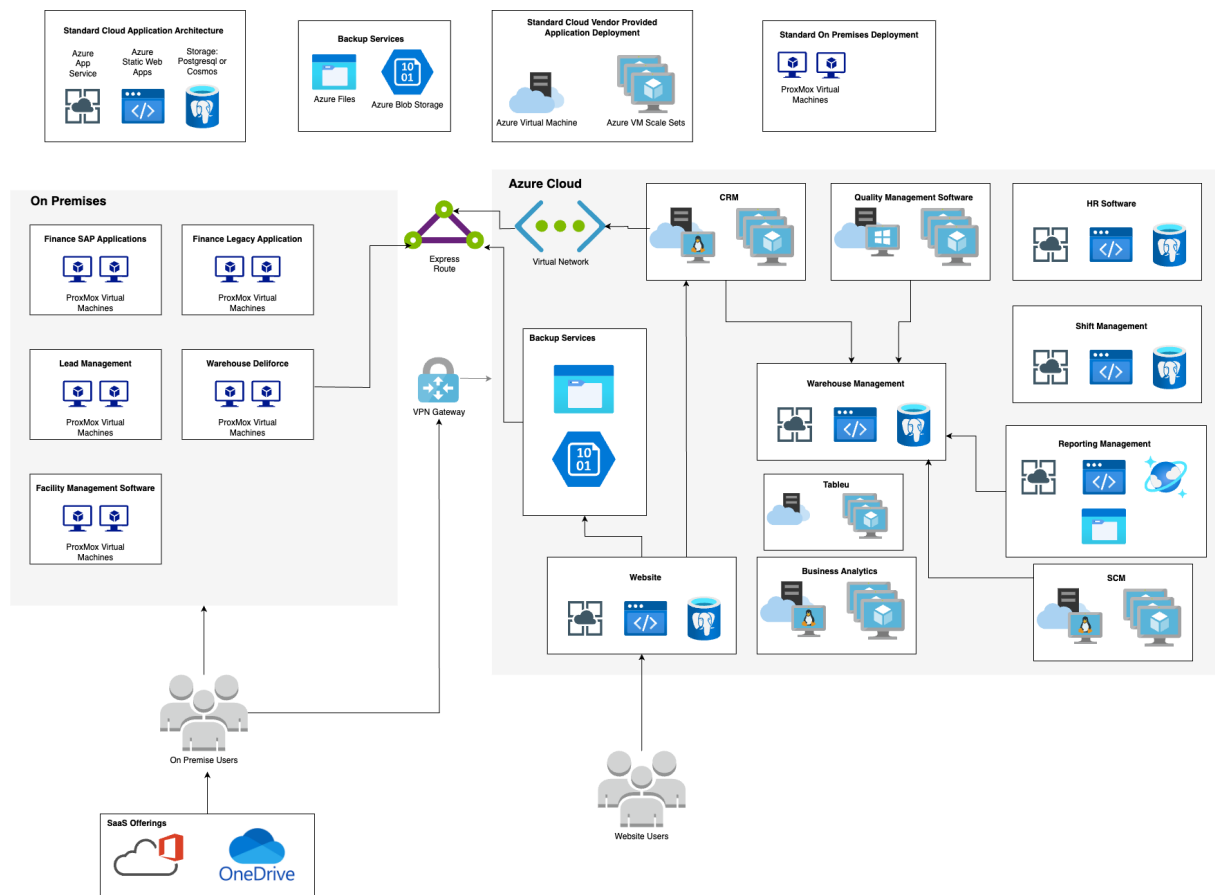 Standard Cloud Application Architecture
Azure
App
Service
Azure
Static Web
Apps
Storage:
Postgresql or
Cosmos
Backup Services
Azure Files
10
01
Azure Blob Storage
Standard Cloud Vendor Provided
Application Deployment
Azure Virtual Machine
Azure VM Scale Sets
Standard On Premises Deployment
ProxMox Virtual
Machines
On Premises
Finance SAP Applications
ProxMox Virtual
Machines
Finance Legacy Application
ProxMox Virtual
Machines
Lead Management
ProxMox Virtual
Machines
Warehouse Deliforce
ProxMox Virtual
Machines
Facility Management Software
ProxMox Virtual
Machines
Express
Route
VPN Gateway
Azure Cloud
Virtual Network
CRM
Quality Management Software
HR Software
Shift Management
Backup Services
10
01
Warehouse Management
Reporting Management
Tableu
Website
Business Analytics
SCM
On Premise Users
Website Users
SaaS Offerings
OneDrive